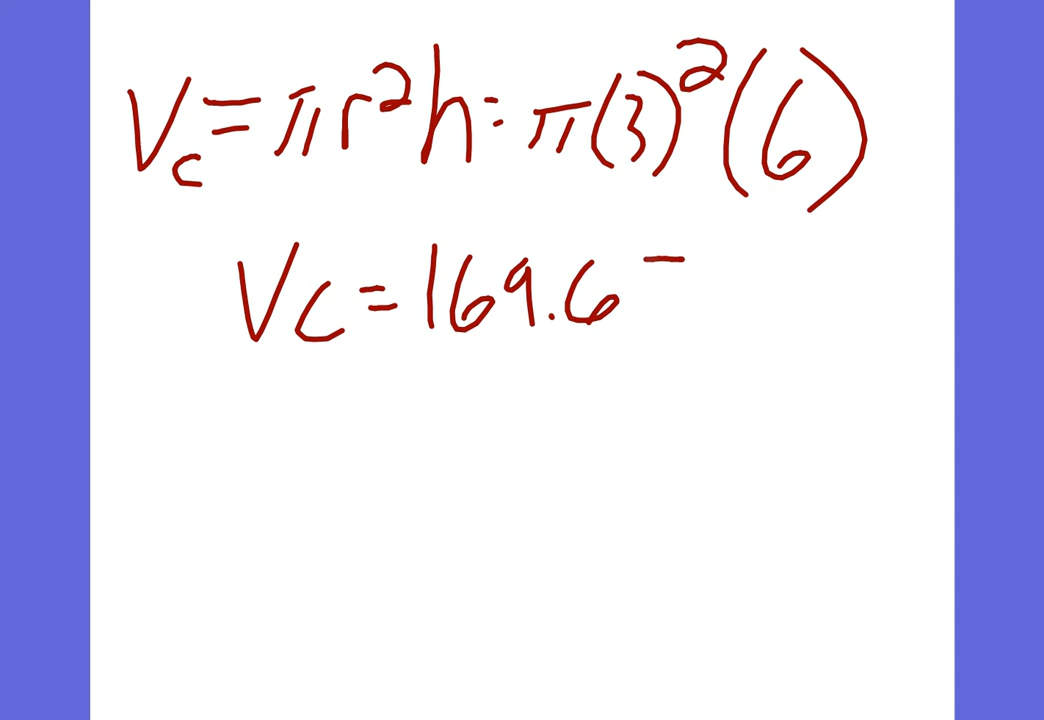 Vc = πr²h = π(3)²(6)
Vc = 169.6 –